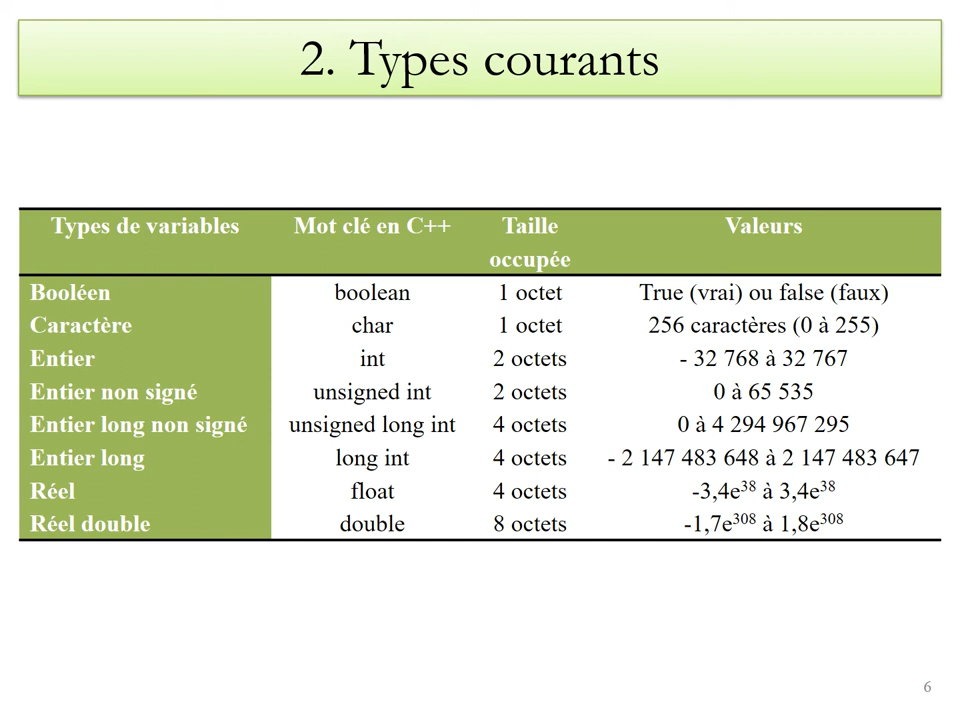 2. Types courants
Types de variables Mot clé en C++ Taille occupée Valeurs
Booléen boolean 1 octet True (vrai) ou false (faux)
Caractère char 1 octet 256 caractères (0 à 255)
Entier int 2 octets - 32 768 à 32 767
Entier non signé unsigned int 2 octets 0 à 65 535
Entier long non signé unsigned long int 4 octets 0 à 4 294 967 295
Entier long long int 4 octets - 2 147 483 648 à 2 147 483 647
Réel float 4 octets -3,4e³⁸ à 3,4e³⁸
Réel double double 8 octets -1,7e³⁰⁸ à 1,8e³⁰⁸
6